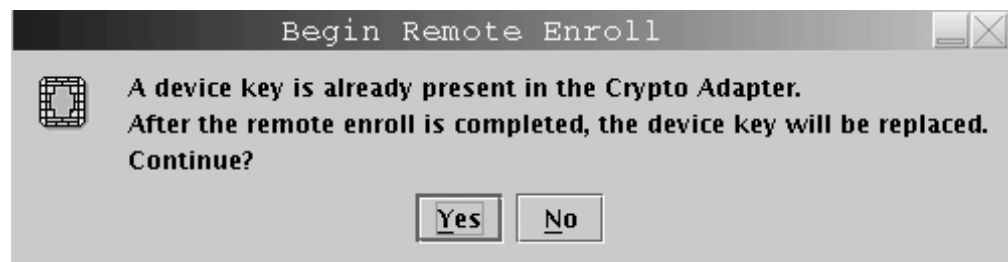 Begin Remote Enroll
A device key is already present in the Crypto Adapter.
After the remote enroll is completed, the device key will be replaced.
Continue?
Yes No